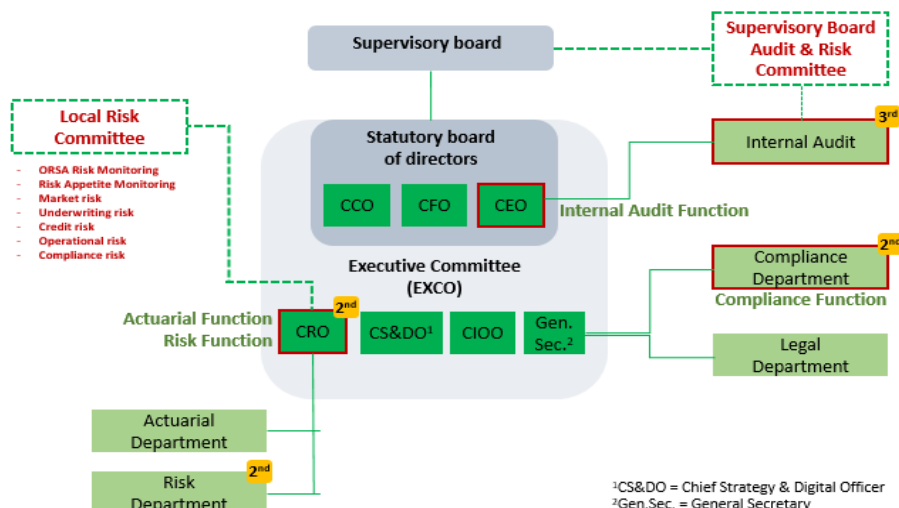 Supervisory board
Supervisory Board
Audit & Risk
Committee
Local Risk
Committee
- ORSA Risk Monitoring
- Risk Appetite Monitoring
- Market risk
- Underwriting risk
- Credit risk
- Operational risk
- Compliance risk
Statutory board
of directors
CCO
CFO
CEO
3rd
Internal Audit
Internal Audit Function
Executive Committee
(EXCO)
2nd
Compliance
Department
Compliance Function
Actuarial Function
Risk Function
2nd
CRO
CS&DO¹
CIOO
Gen.
Sec.²
Legal
Department
Actuarial
Department
2nd
Risk
Department
¹CS&DO = Chief Strategy & Digital Officer
²Gen.Sec. = General Secretary